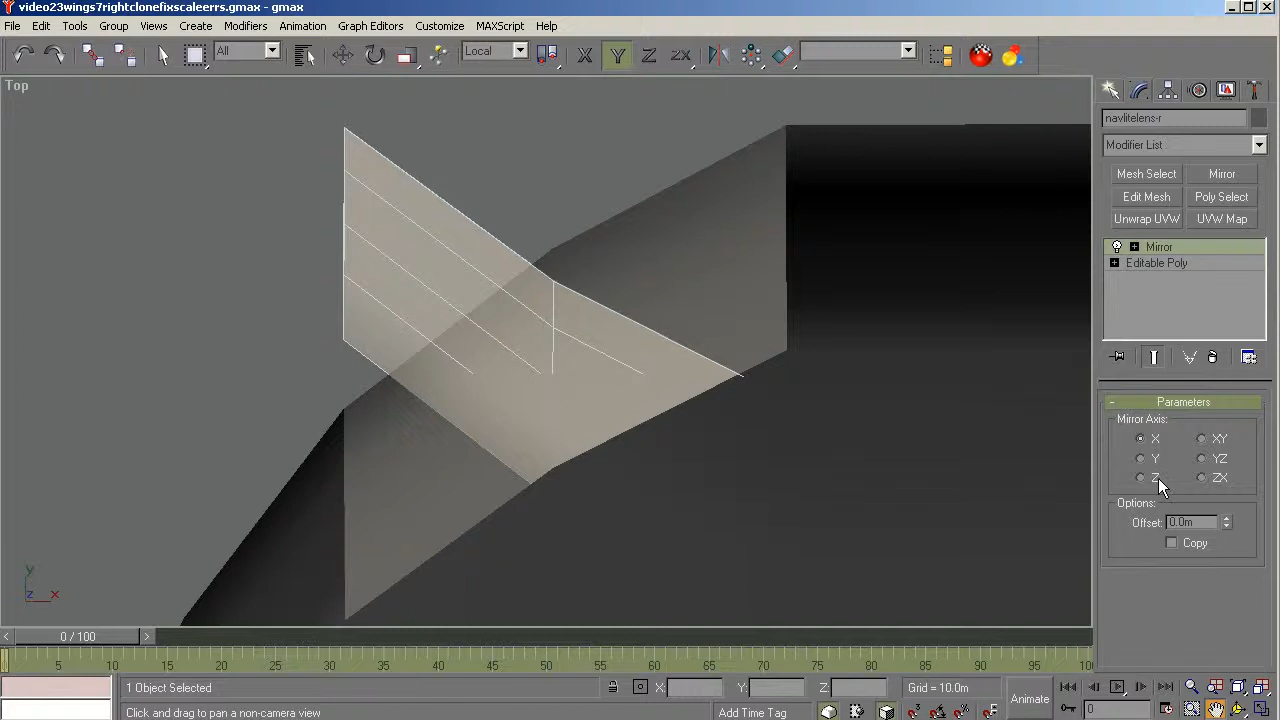 video23wings7rightclonefixscaleerrs.gmax - gmax
File Edit Tools Group Views Create Modifiers Animation Graph Editors Customize MAXScript Help
All Local X Y Z ZX
Top
navlitelens-r
Modifier List
Mesh Select Mirror
Edit Mesh Poly Select
Unwrap UVW UVW Map
Mirror
Editable Poly
- Parameters
Mirror Axis:
X XY
Y YZ
Z ZX
Options:
Offset: 0.0m
Copy
y
z x
< 0 / 100 >
5 10 15 20 25 30 35 40 45 50 55 60 65 70 75 80 85 90 95 100
1 Object Selected X: Y: Z: Grid = 10.0m Animate
Click and drag to pan a non-camera view Add Time Tag 0